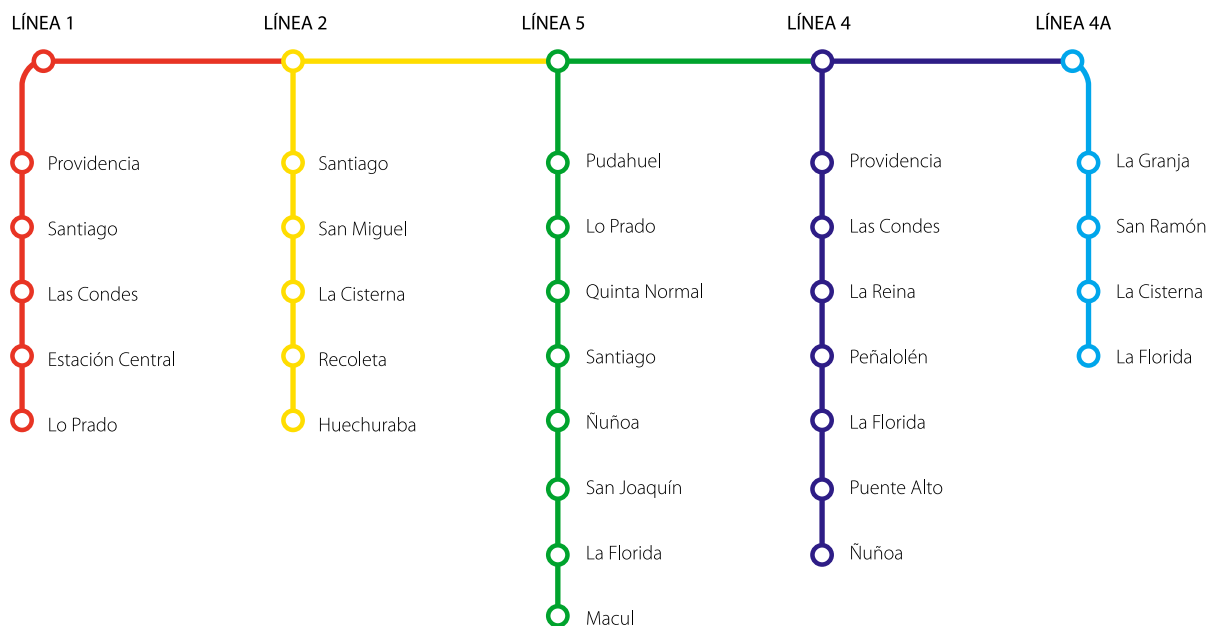 LÍNEA 1
Providencia
Santiago
Las Condes
Estación Central
Lo Prado
LÍNEA 2
Santiago
San Miguel
La Cisterna
Recoleta
Huechuraba
LÍNEA 5
Pudahuel
Lo Prado
Quinta Normal
Santiago
Ñuñoa
San Joaquín
La Florida
Macul
LÍNEA 4
Providencia
Las Condes
La Reina
Peñalolén
La Florida
Puente Alto
Ñuñoa
LÍNEA 4A
La Granja
San Ramón
La Cisterna
La Florida